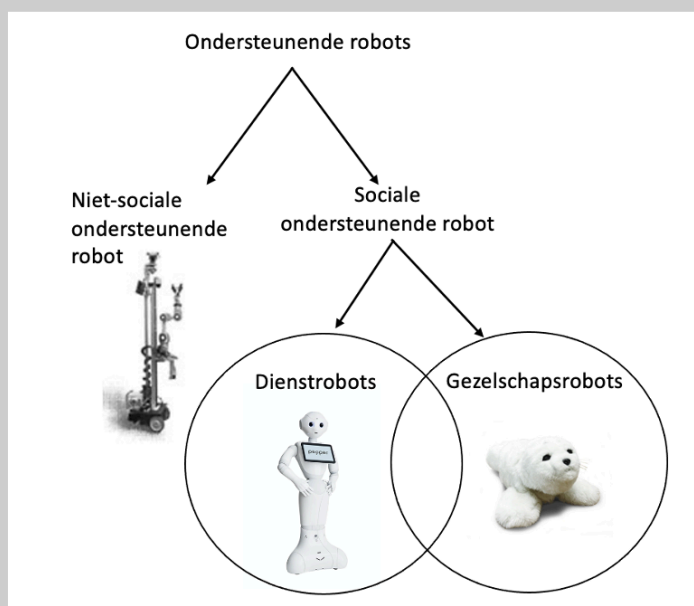 Ondersteunende robots
Niet-sociale
ondersteunende
robot
Sociale
ondersteunende robot
Dienstrobots
Gezelschapsrobots